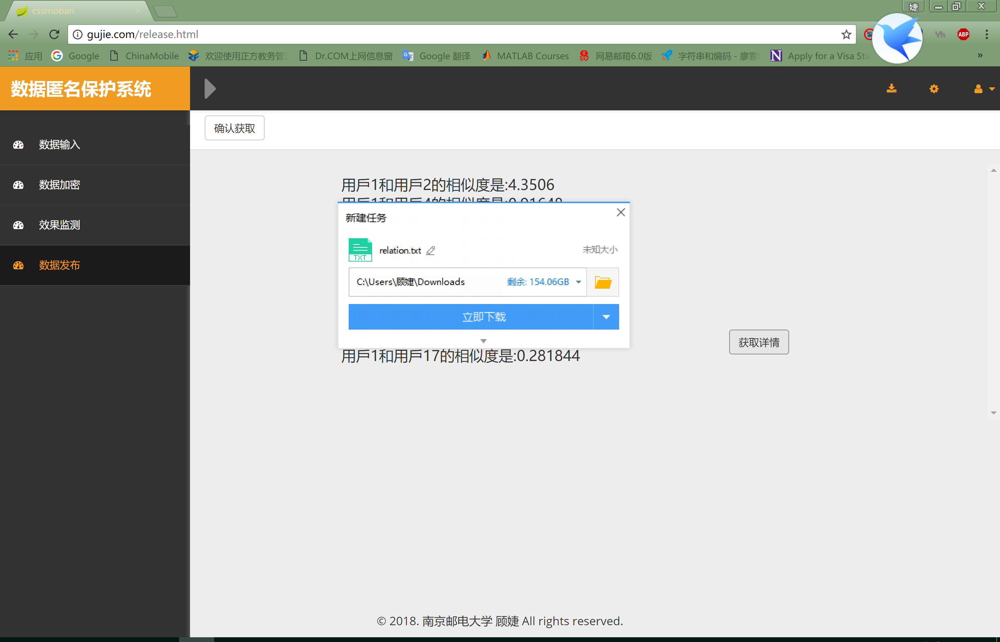 cssmoban
婕
gujie.com/release.html
Yh
ABP
应用
Google
ChinaMobile
欢迎使用正方教务管
Dr.COM上网信息窗
Google 翻译
MATLAB Courses
网易邮箱6.0版
字符串和编码 - 廖雪
Apply for a Visa Sta
»
数据匿名保护系统
确认获取
数据输入
数据加密
效果监测
数据发布
用戶1和用戶2的相似度是:4.3506
用戶1和用戶4的相似度是:0.91648
新建任务
TXT
relation.txt
未知大小
C:\Users\顾婕\Downloads
剩余: 154.06GB
立即下载
获取详情
用戶1和用戶17的相似度是:0.281844
© 2018. 南京邮电大学 顾婕 All rights reserved.